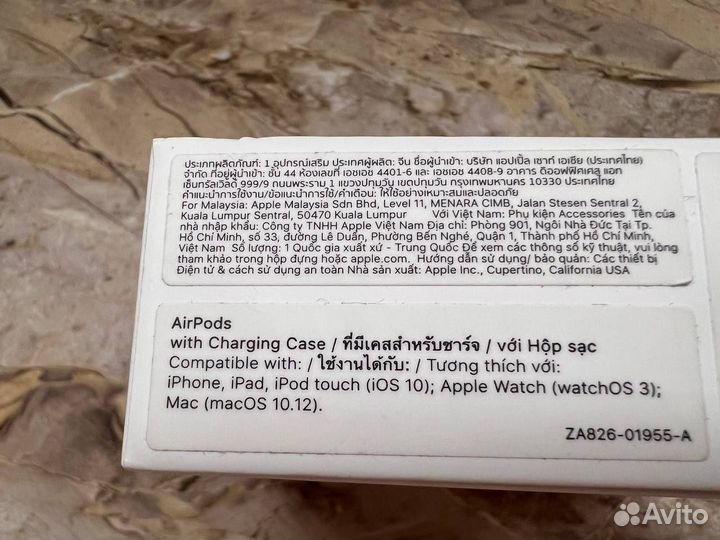 ประเภทผลิตภัณฑ์: 1 อุปกรณ์เสริม ประเทศผู้ผลิต: จีน ชื่อผู้นำเข้า: บริษัท แอปเปิ้ล เซาท์ เอเชีย (ประเทศไทย)
จำกัด ที่อยู่ผู้นำเข้า: ชั้น 44 ห้องเลขที่ เอชเอช 4401-6 และ เอชเอช 4408-9 อาคาร ดิออฟฟิศเศส แอท
เซ็นทรัลเวิลด์ 999/9 ถนนพระราม 1 แขวงปทุมวัน เขตปทุมวัน กรุงเทพมหานคร 10330 ประเทศไทย
คำแนะนำการใช้งาน/ข้อแนะนำการใช้/คำเตือน: ให้ใช้อย่างเหมาะสมและปลอดภัย
For Malaysia: Apple Malaysia Sdn Bhd, Level 11, MENARA CIMB, Jalan Stesen Sentral 2,
Kuala Lumpur Sentral, 50470 Kuala Lumpur Với Việt Nam: Phụ kiện Accessories Tên của
nhà nhập khẩu: Công ty TNHH Apple Việt Nam Địa chỉ: Phòng 901, Ngôi Nhà Đức Tại Tp.
Hồ Chí Minh, số 33, đường Lê Duẩn, Phường Bến Nghé, Quận 1, Thành phố Hồ Chí Minh,
Việt Nam Số lượng: 1 Quốc gia xuất xứ - Trung Quốc Để xem các thông số kỹ thuật, vui lòng
tham khảo trong hộp đựng hoặc apple.com. Hướng dẫn sử dụng/ bảo quản: Các thiết bị
Điện tử & cách sử dụng an toàn Nhà sản xuất: Apple Inc., Cupertino, California USA
AirPods
with Charging Case / ที่มีเคสสำหรับชาร์จ / với Hộp sạc
Compatible with: / ใช้งานได้กับ: / Tương thích với:
iPhone, iPad, iPod touch (iOS 10); Apple Watch (watchOS 3);
Mac (macOS 10.12).
ZA826-01955-A
Avito